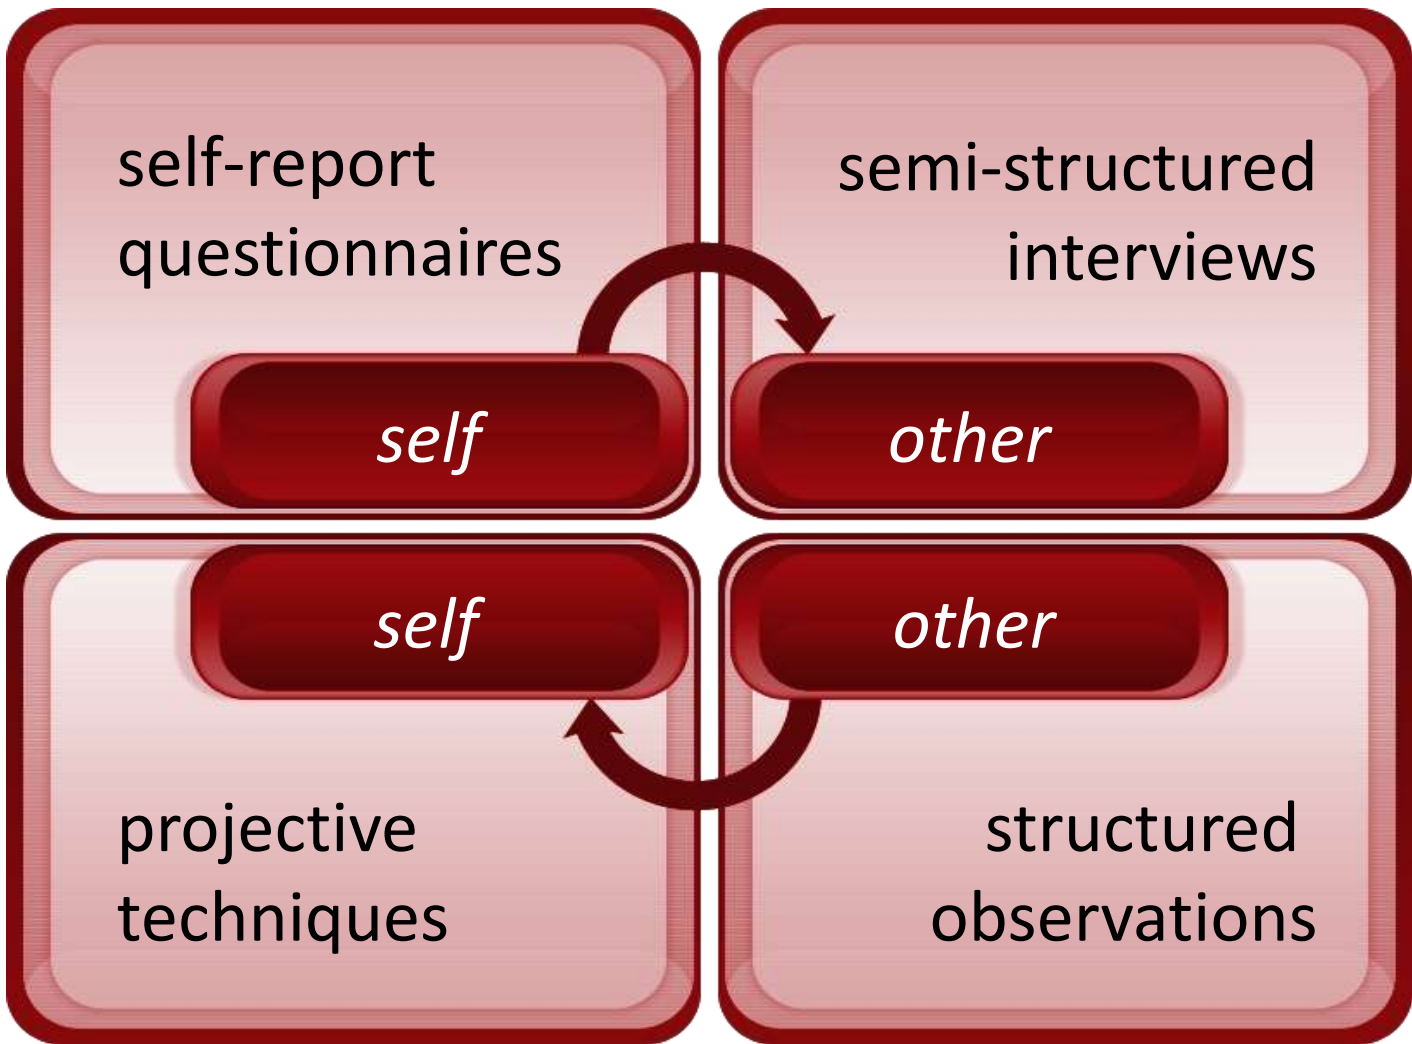 self-report
questionnaires
self
semi-structured
interviews
other
self
projective
techniques
other
structured
observations